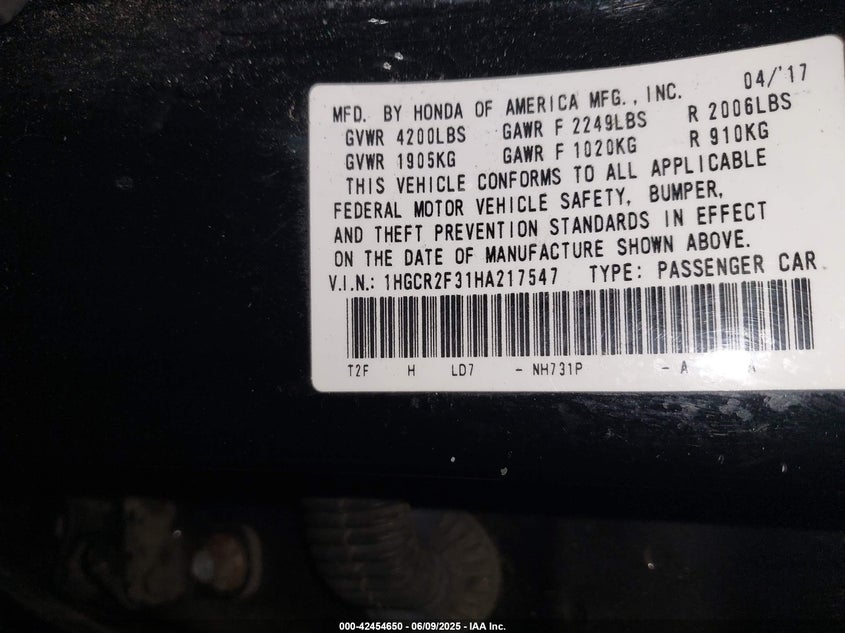 MFD. BY HONDA OF AMERICA MFG., INC. 04/'17
GVWR 4200LBS GAWR F 2249LBS R 2006LBS
GVWR 1905KG GAWR F 1020KG R 910KG
THIS VEHICLE CONFORMS TO ALL APPLICABLE
FEDERAL MOTOR VEHICLE SAFETY, BUMPER,
AND THEFT PREVENTION STANDARDS IN EFFECT
ON THE DATE OF MANUFACTURE SHOWN ABOVE.
V.I.N.: 1HGCR2F31HA217547 TYPE: PASSENGER CAR
T2F H LD7 - NH731P - A A
000-42454650 - 06/09/2025 - IAA Inc.